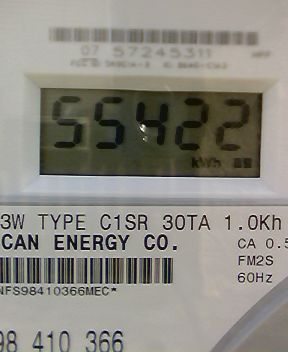 07 57245311
55422
kWh
3W TYPE C1SR 30TA 1.0Kh
CAN ENERGY CO.
CA 0.5
FM2S
60Hz
NFS98410366MEC*
98 410 366